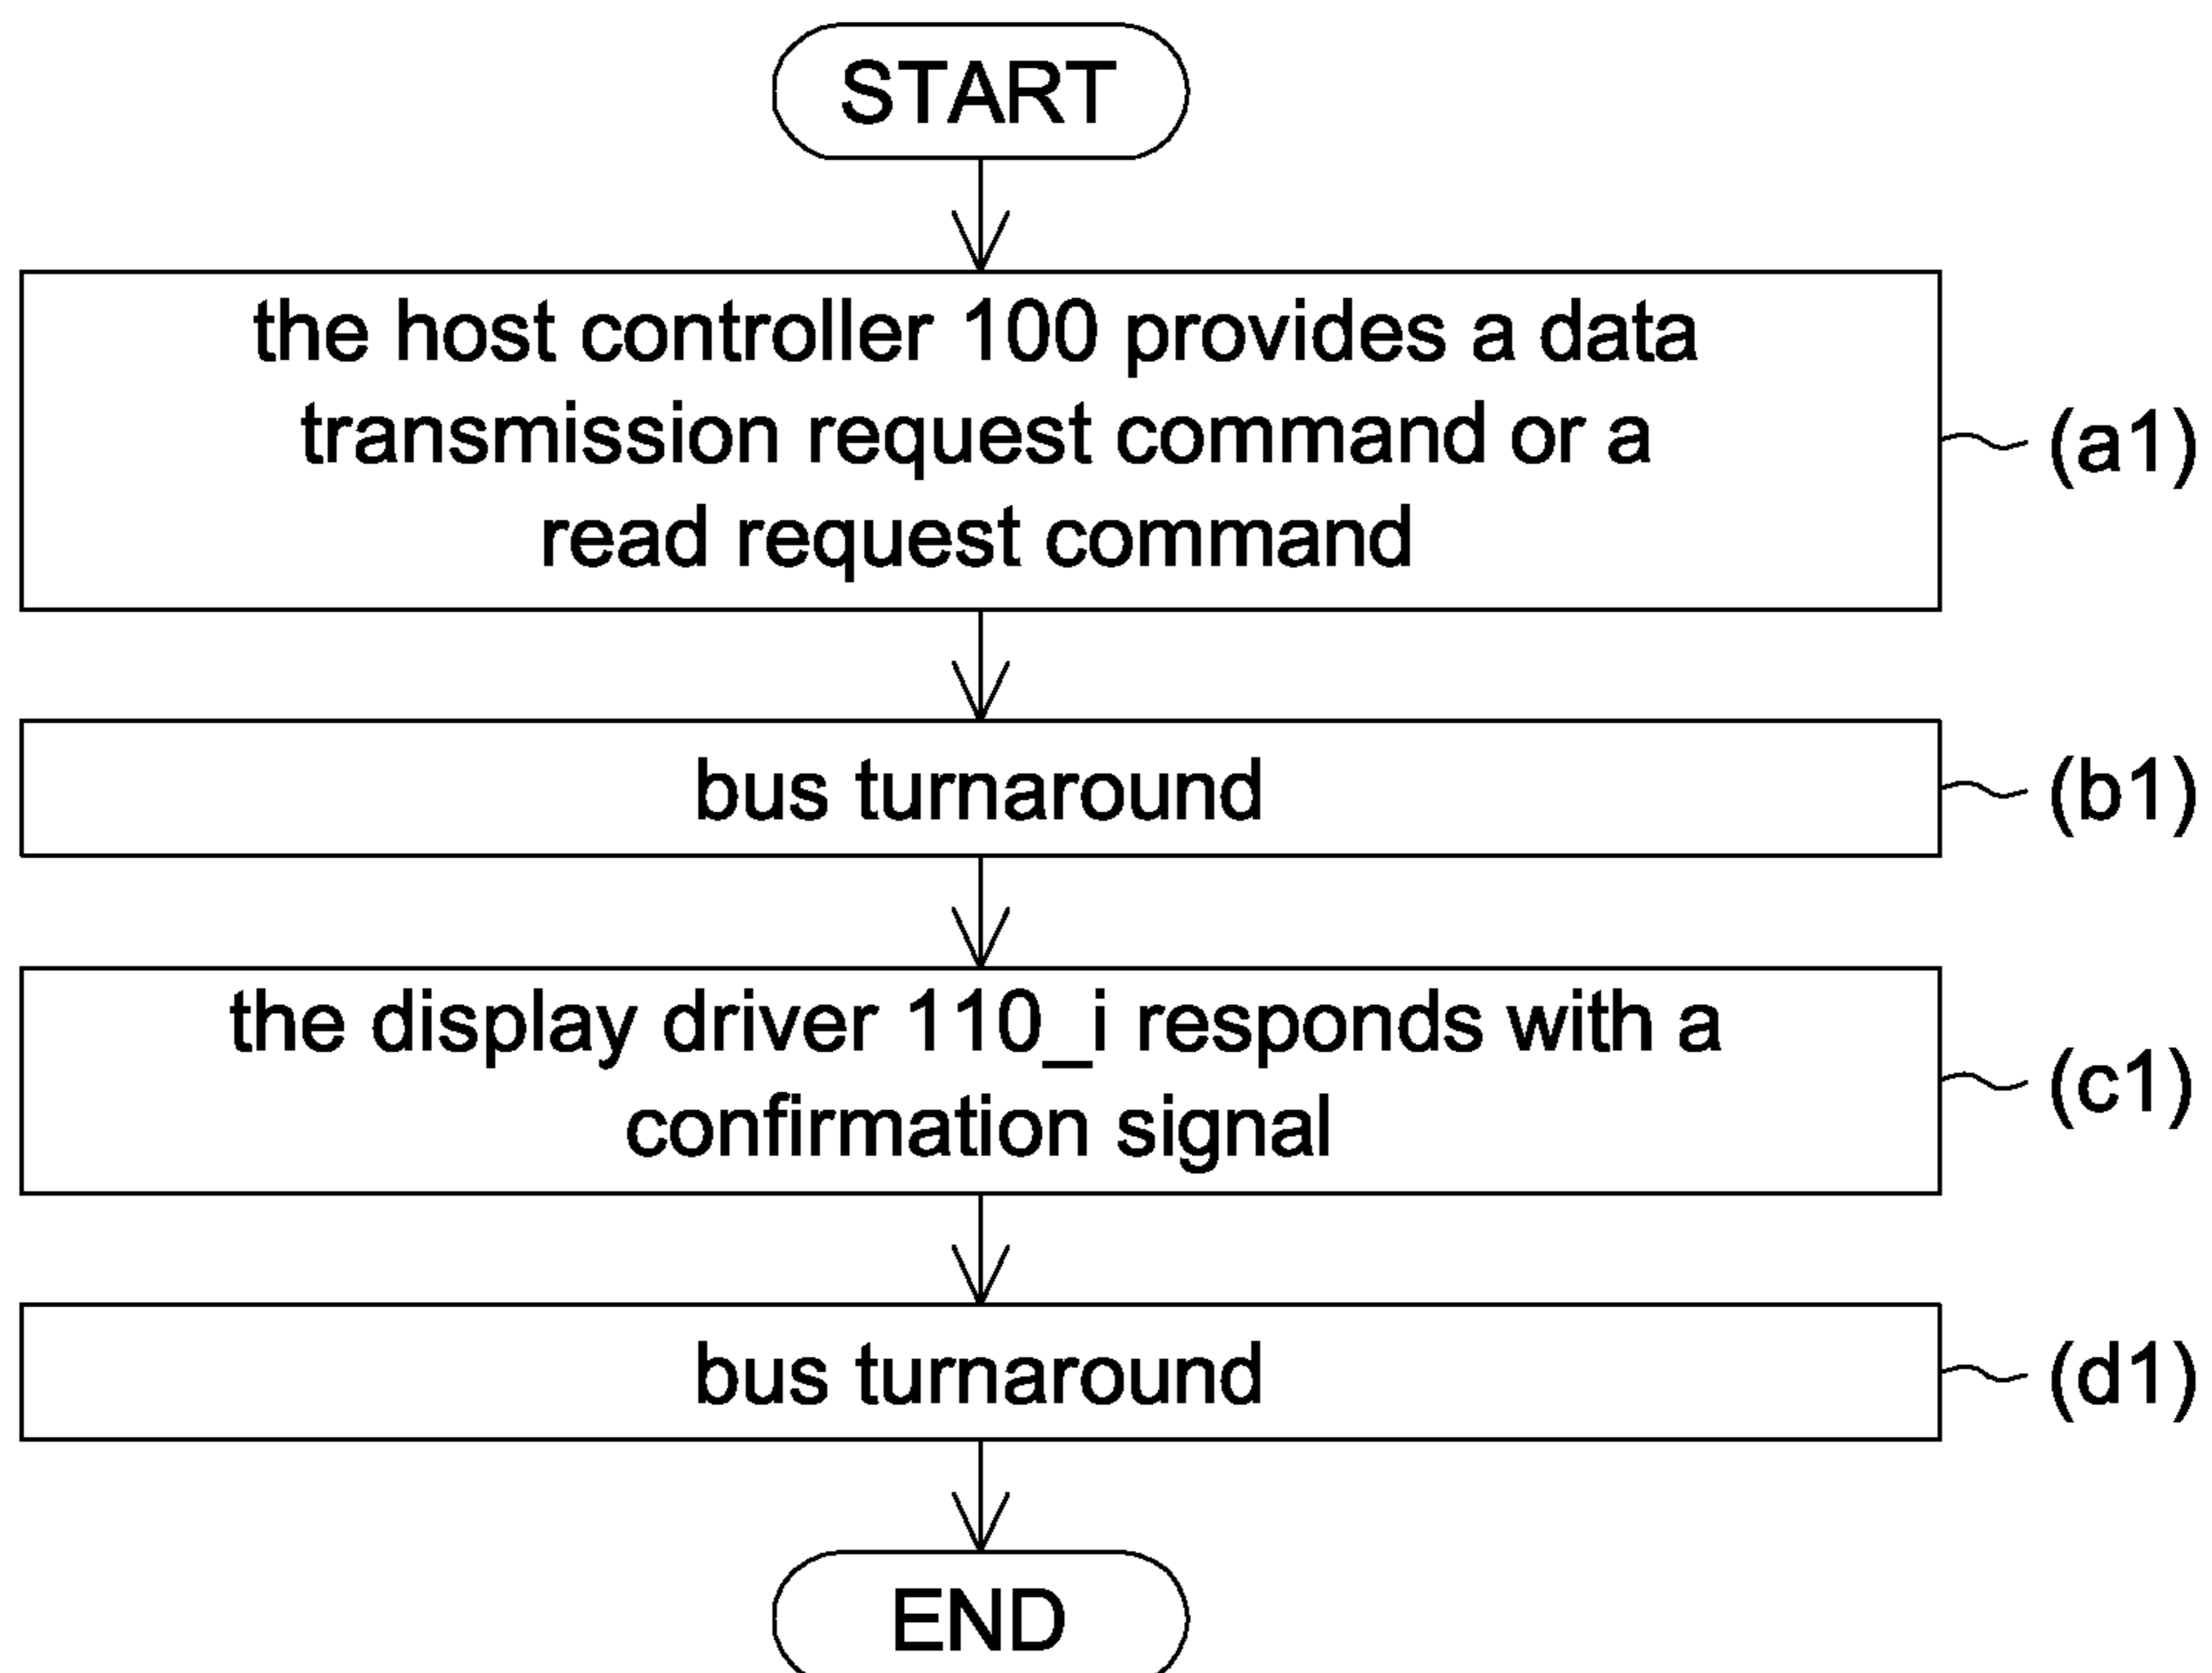 START
the host controller 100 provides a data
transmission request command or a
read request command
(a1)
bus turnaround
(b1)
the display driver 110_i responds with a
confirmation signal
(c1)
bus turnaround
(d1)
END